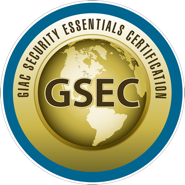 GIAC SECURITY ESSENTIALS CERTIFICATION
GSEC